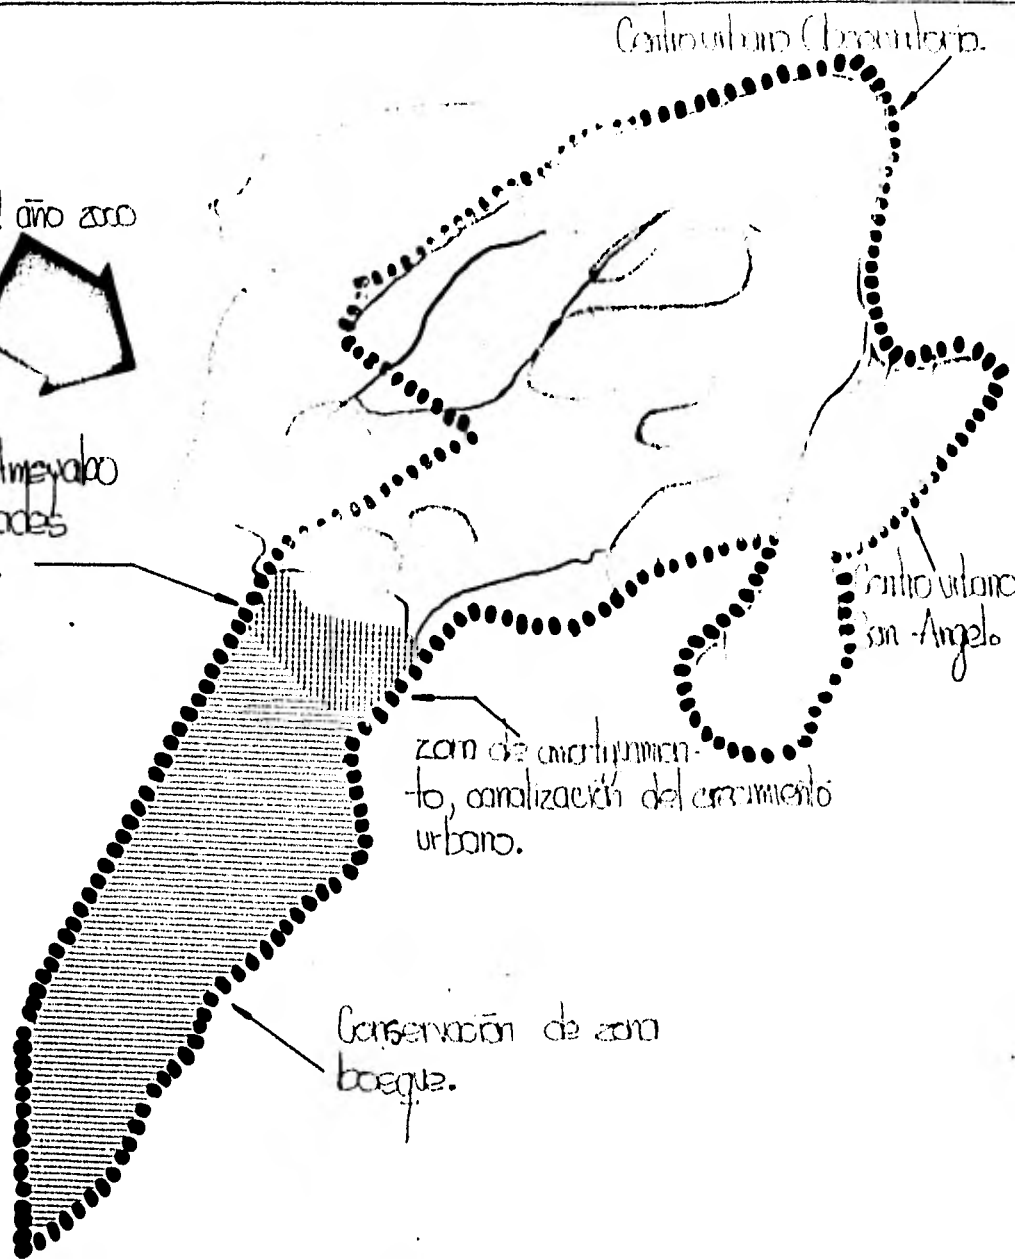 Centro urbano Observatorio.
año 2000
Centro urbano
San-Angel.
zona de amortiguamien-
to, canalización del crecimiento
urbano.
Conservación de zona
bosque.